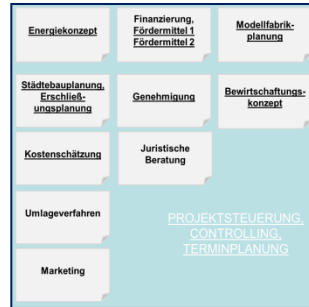 Energiekonzept
Finanzierung,
Fördermittel 1
Fördermittel 2
Modellfabrik-
planung
Städtebauplanung,
Erschließ-
ungsplanung
Genehmigung
Bewirtschaftungs-
konzept
Kostenschätzung
Juristische
Beratung
Umlageverfahren
PROJEKTSTEUERUNG,
CONTROLLING,
TERMINPLANUNG
Marketing